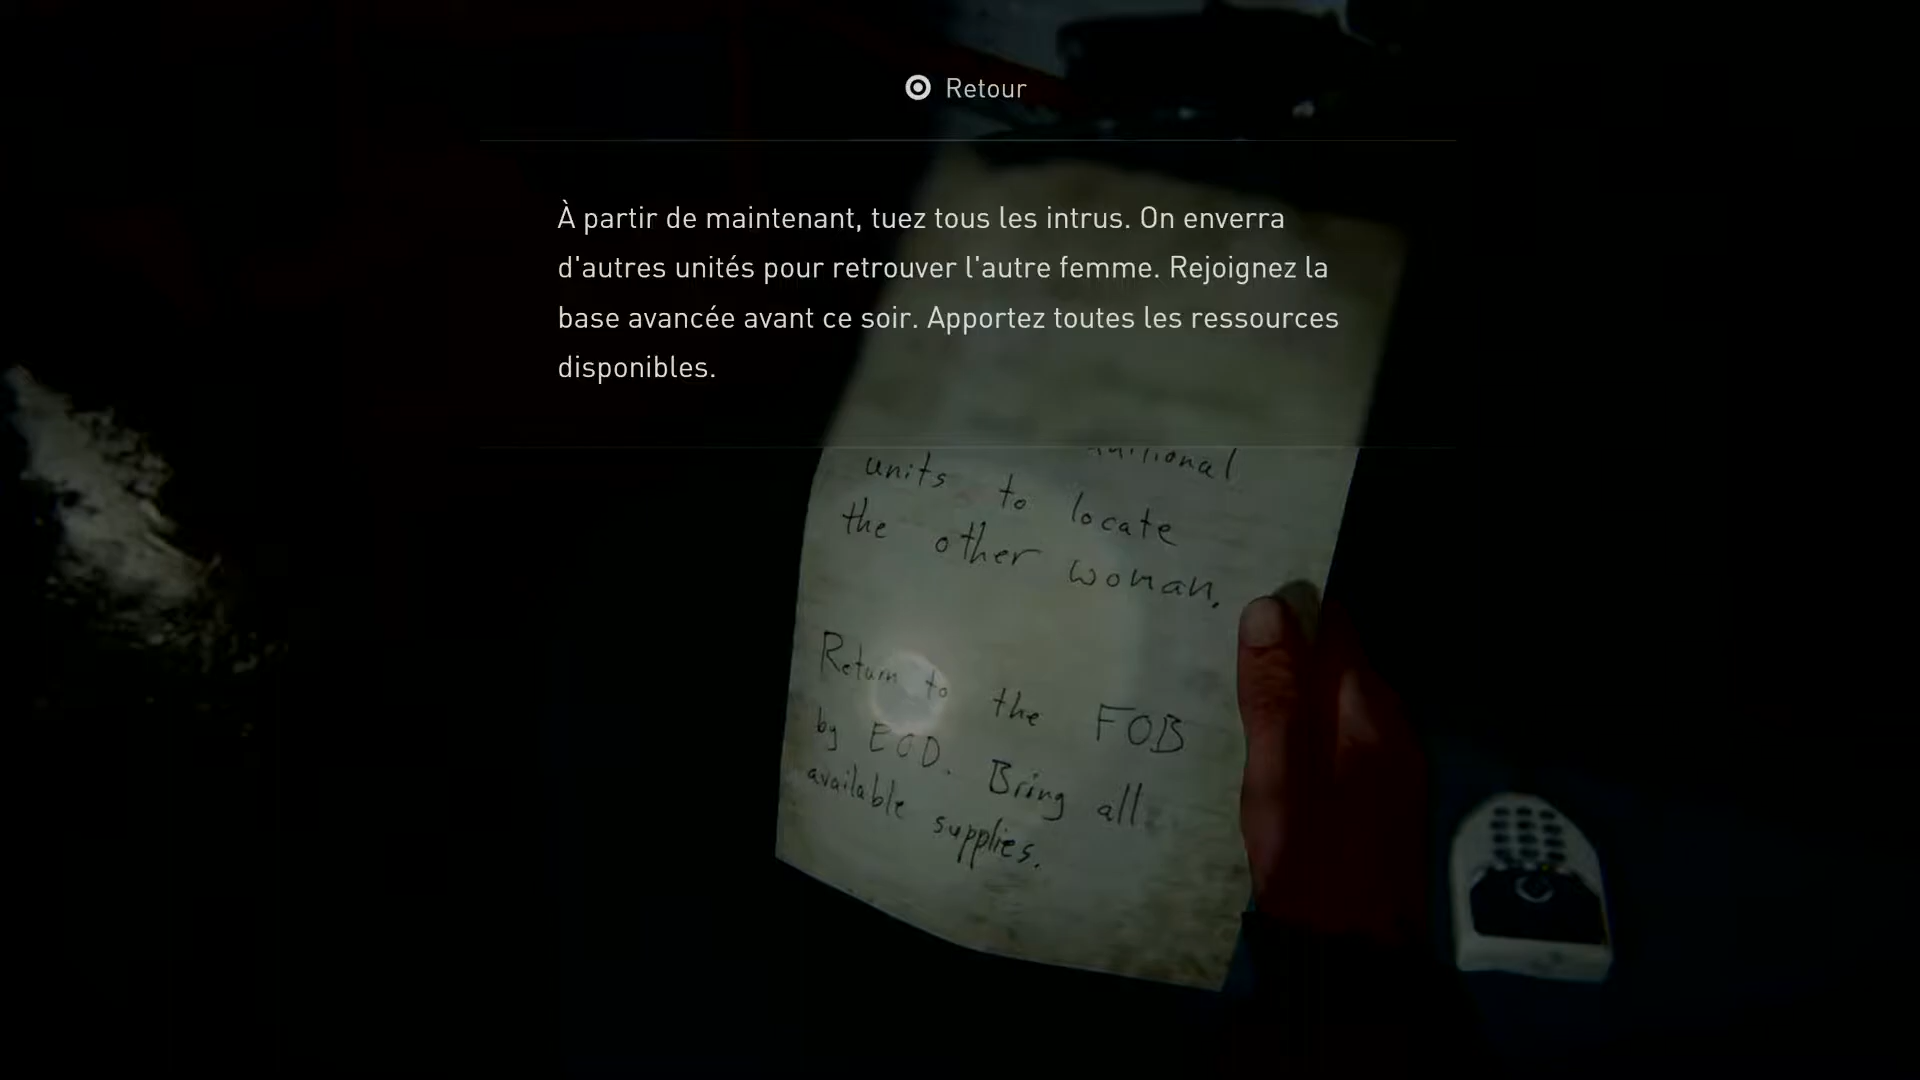 Retour
À partir de maintenant, tuez tous les intrus. On enverra
d'autres unités pour retrouver l'autre femme. Rejoignez la
base avancée avant ce soir. Apportez toutes les ressources
disponibles.
units to locate
the other woman.
Return to the FOB
by EOD. Bring all
available supplies.